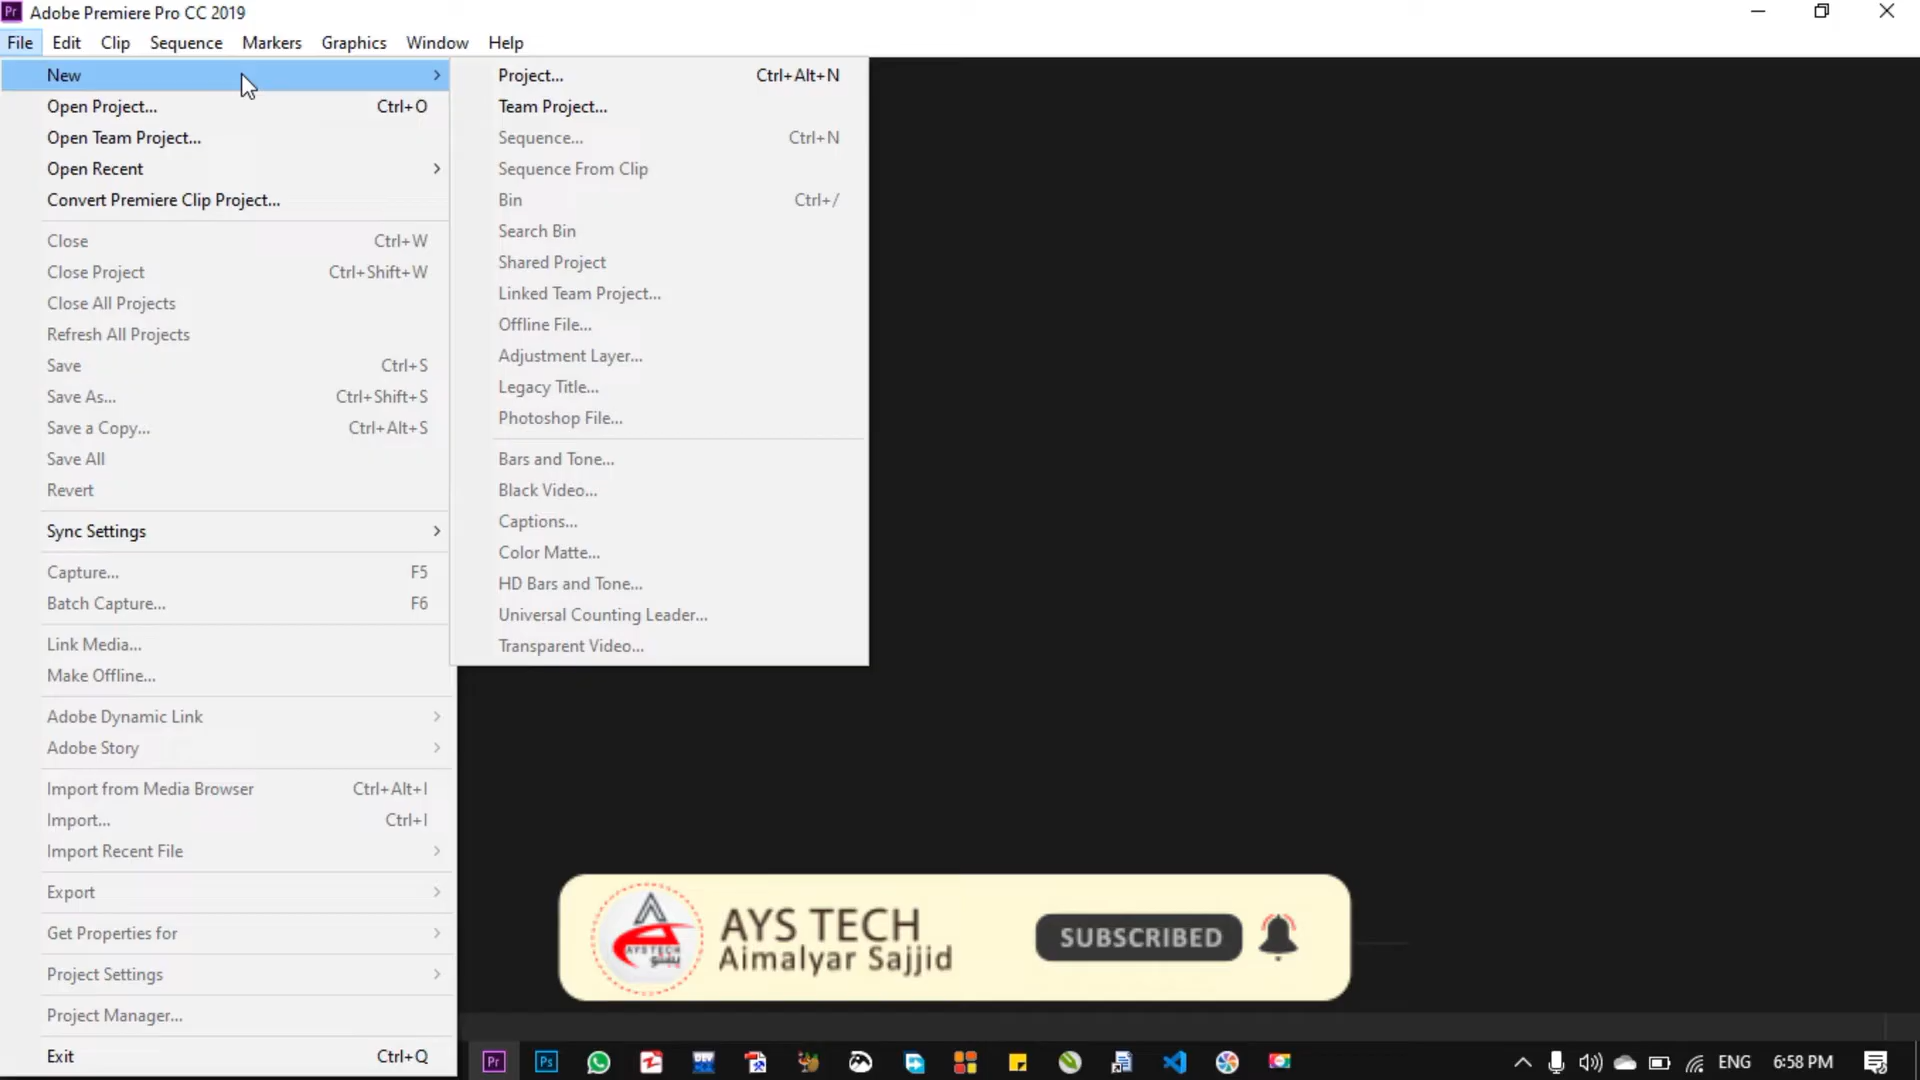 Pr Adobe Premiere Pro CC 2019
File Edit Clip Sequence Markers Graphics Window Help
New
Open Project... Ctrl+O
Open Team Project...
Open Recent
Convert Premiere Clip Project...
Close Ctrl+W
Close Project Ctrl+Shift+W
Close All Projects
Refresh All Projects
Save Ctrl+S
Save As... Ctrl+Shift+S
Save a Copy... Ctrl+Alt+S
Save All
Revert
Sync Settings
Capture... F5
Batch Capture... F6
Link Media...
Make Offline...
Adobe Dynamic Link
Adobe Story
Import from Media Browser Ctrl+Alt+I
Import... Ctrl+I
Import Recent File
Export
Get Properties for
Project Settings
Project Manager...
Exit Ctrl+Q
Project... Ctrl+Alt+N
Team Project...
Sequence... Ctrl+N
Sequence From Clip
Bin Ctrl+/
Search Bin
Shared Project
Linked Team Project...
Offline File...
Adjustment Layer...
Legacy Title...
Photoshop File...
Bars and Tone...
Black Video...
Captions...
Color Matte...
HD Bars and Tone...
Universal Counting Leader...
Transparent Video...
AYS TECH
پښتو
AYS TECH
Aimalyar Sajjid
SUBSCRIBED
Pr Ps DEV ENG 6:58 PM